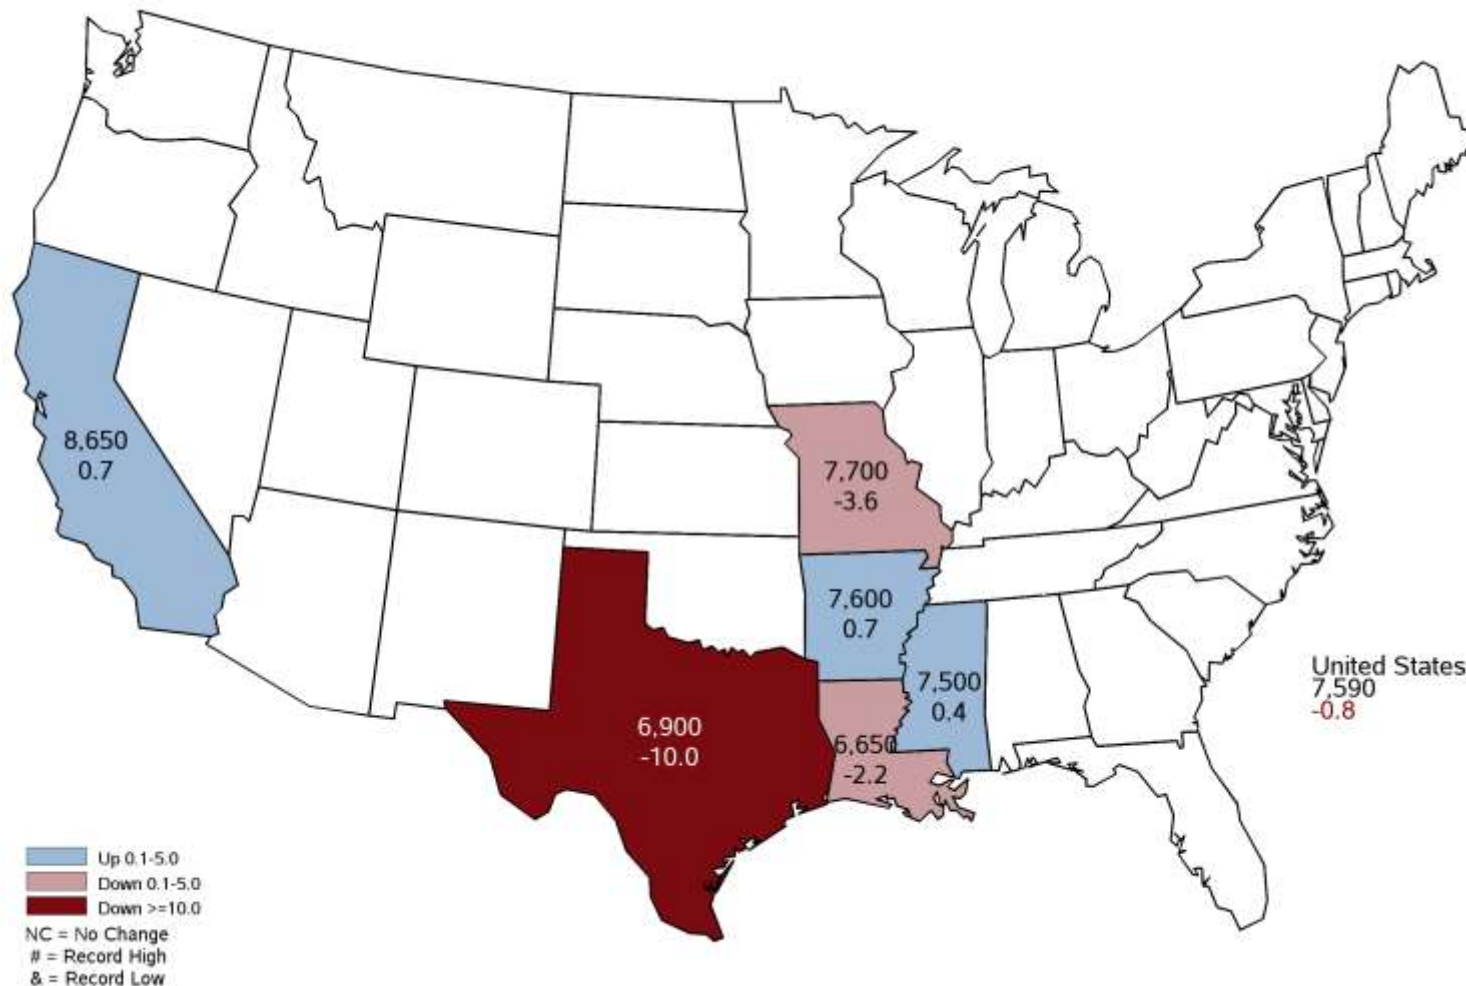 8,650
0.7
7,700
-3.6
7,600
0.7
7,500
0.4
United States
7,590
-0.8
6,900
-10.0
6,650
-2.2
Up 0.1-5.0
Down 0.1-5.0
Down >=10.0
NC = No Change
# = Record High
& = Record Low